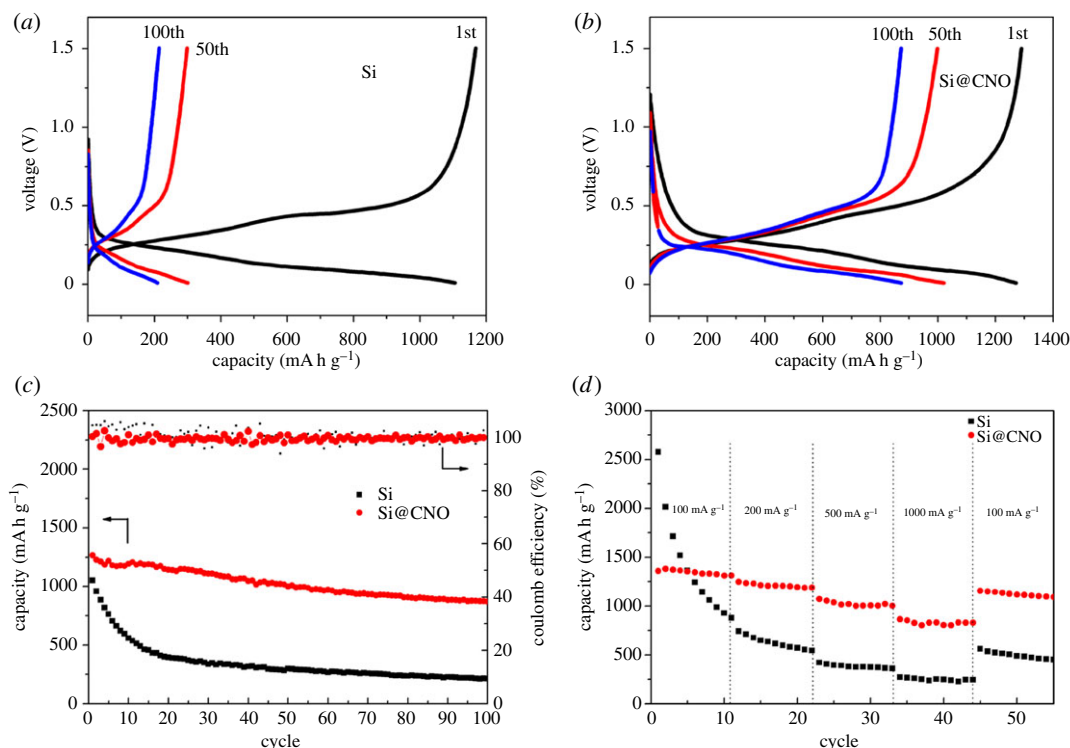 (a)
100th
50th
1st
Si
1.5
1.0
0.5
0
voltage (V)
0
200
400
600
800
1000
1200
capacity (mA h g⁻¹)
(b)
100th
50th
1st
Si@CNO
1.5
1.0
0.5
0
voltage (V)
0
200
400
600
800
1000
1200
1400
capacity (mA h g⁻¹)
(c)
2500
2250
1500
1250
1000
500
0
capacity (mA h g⁻¹)
Si
Si@CNO
100
80
60
40
20
0
coulomb efficiency (%)
0
10
20
30
40
50
60
70
80
90
100
cycle
(d)
3000
2500
2000
1500
1000
500
0
capacity (mA h g⁻¹)
Si
Si@CNO
100 mA g⁻¹
200 mA g⁻¹
500 mA g⁻¹
1000 mA g⁻¹
100 mA g⁻¹
0
10
20
30
40
50
cycle